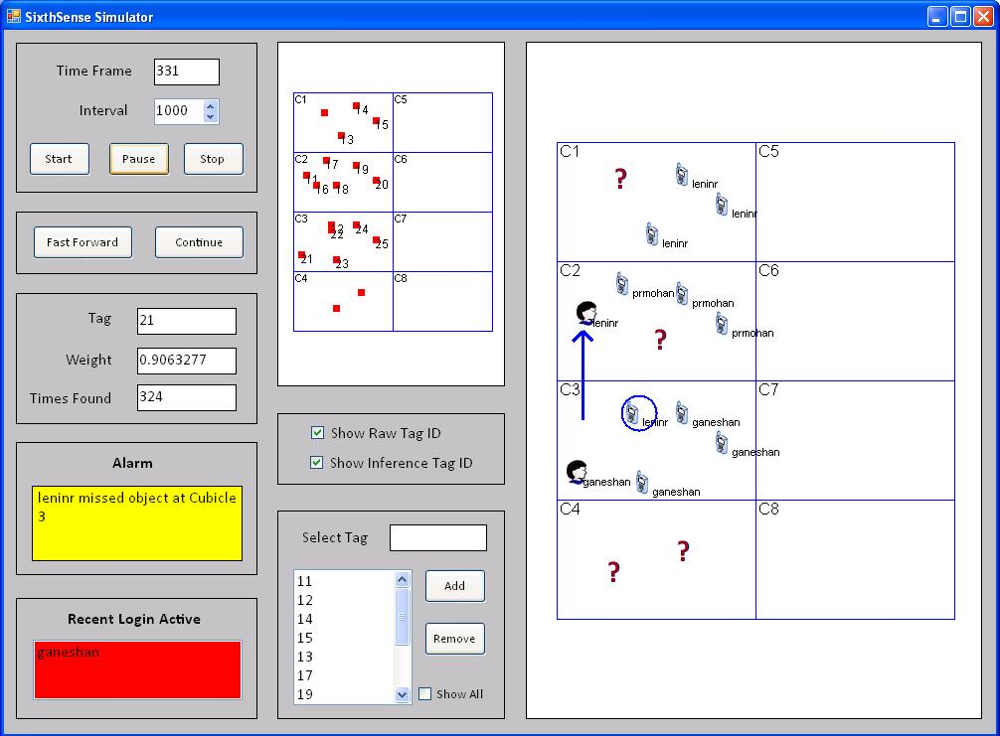 SixthSense Simulator
Time Frame
331
Interval
1000
Start
Pause
Stop
Fast Forward
Continue
Tag
21
Weight
0.9063277
Times Found
324
Alarm
leninr missed object at Cubicle
3
Recent Login Active
ganeshan
C1
C5
14
15
13
C2
C6
17
19
11
16
18
20
C3
C7
22
24
25
21
23
C4
C8
Show Raw Tag ID
Show Inference Tag ID
Select Tag
11
12
14
15
13
17
19
Add
Remove
Show All
C1
C5
?
leninr
leninr
leninr
C2
C6
prmohan
prmohan
leninr
prmohan
?
C3
C7
leninr
ganeshan
ganeshan
ganeshan
ganeshan
C4
C8
?
?